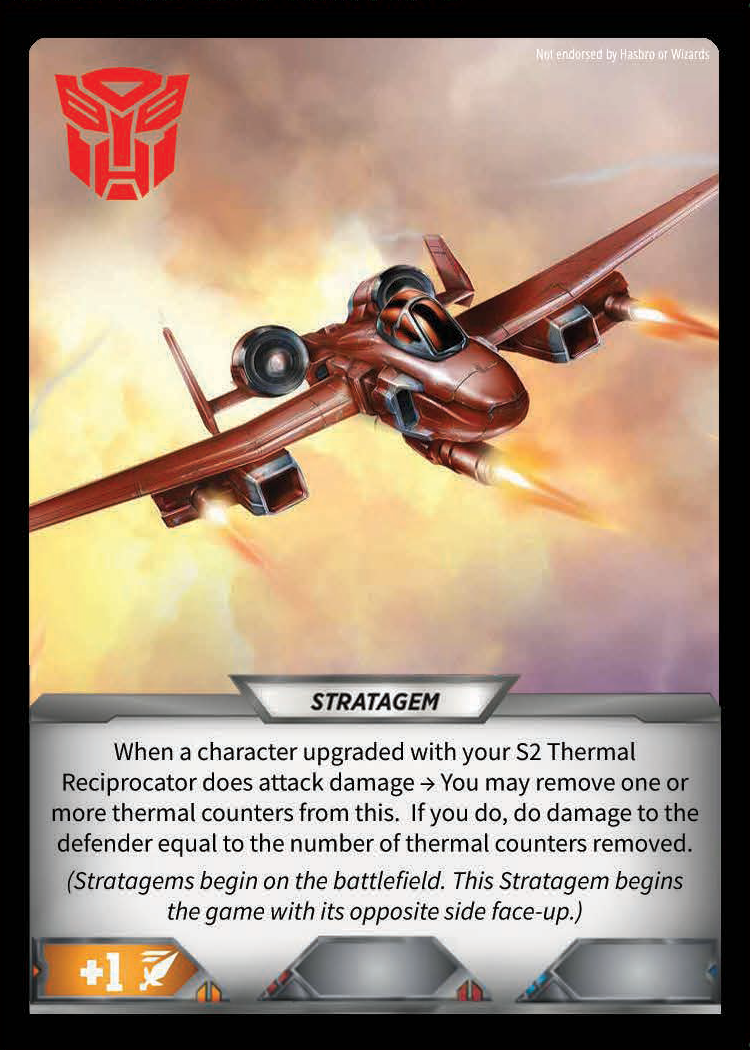 Not endorsed by Hasbro or Wizards
STRATAGEM
When a character upgraded with your S2 Thermal
Reciprocator does attack damage → You may remove one or
more thermal counters from this.  If you do, do damage to the
defender equal to the number of thermal counters removed.
(Stratagems begin on the battlefield. This Stratagem begins
the game with its opposite side face-up.)
+1